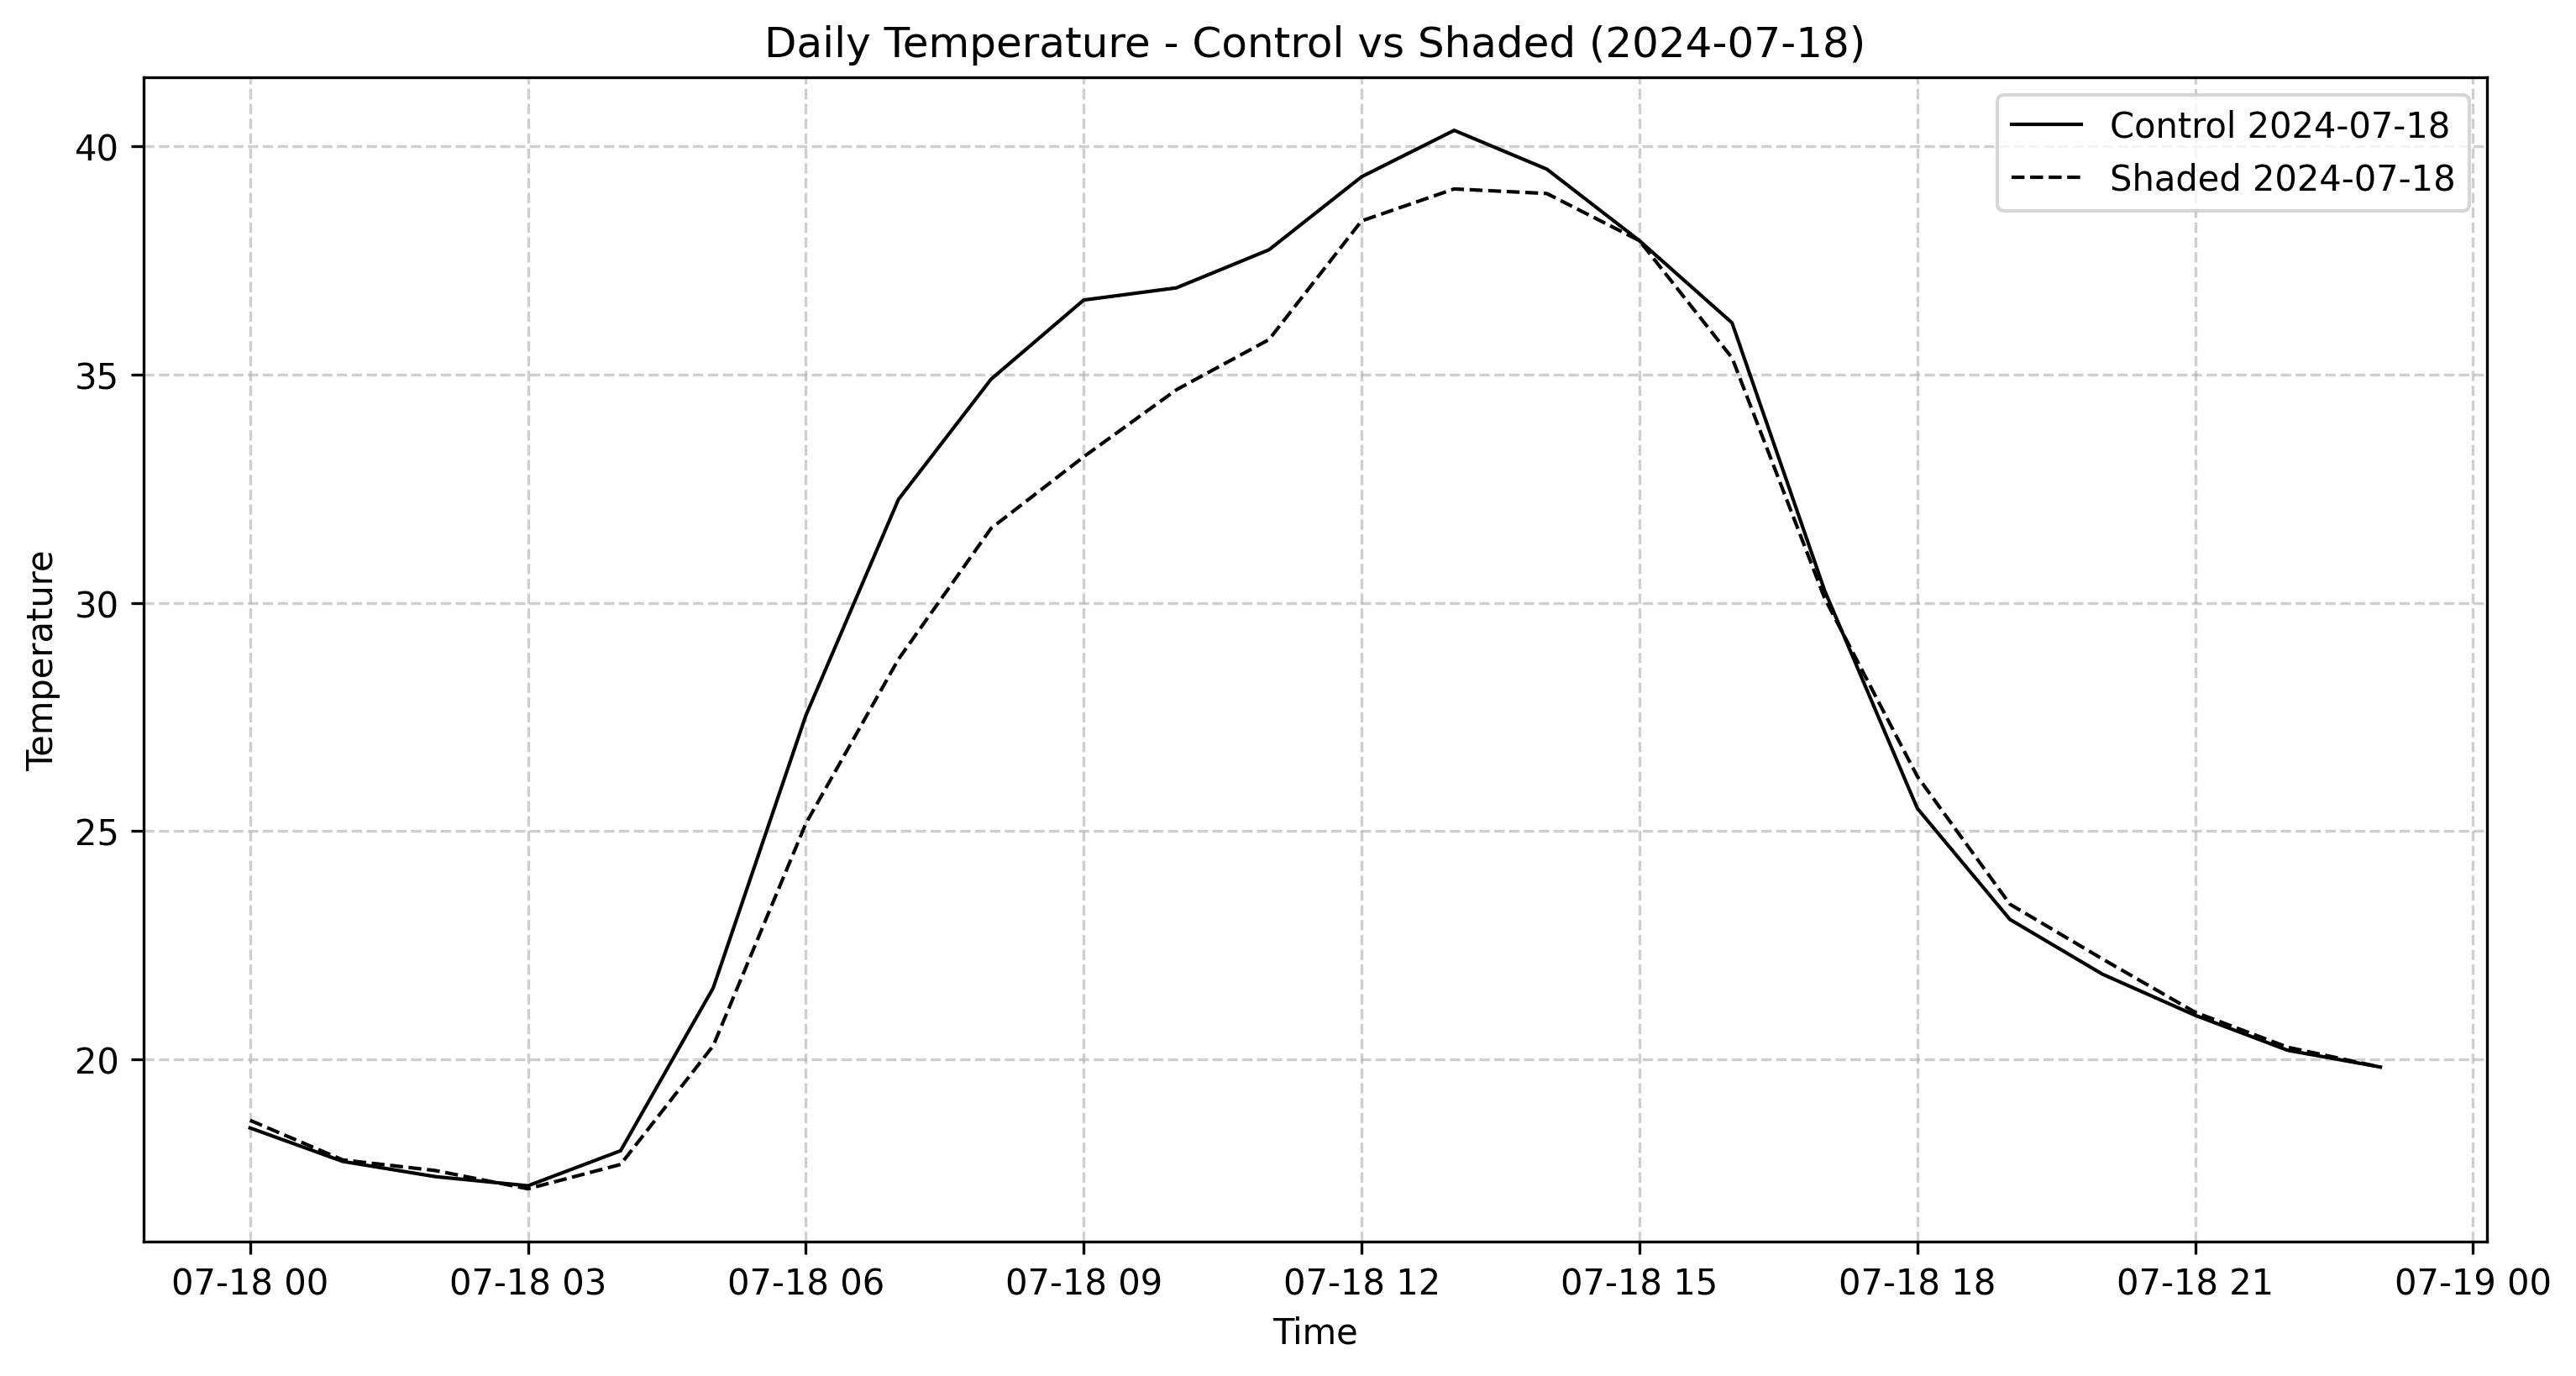 Daily Temperature - Control vs Shaded (2024-07-18)
Control 2024-07-18
Shaded 2024-07-18
Temperature
40
35
30
25
20
07-18 00
07-18 03
07-18 06
07-18 09
07-18 12
07-18 15
07-18 18
07-18 21
07-19 00
Time